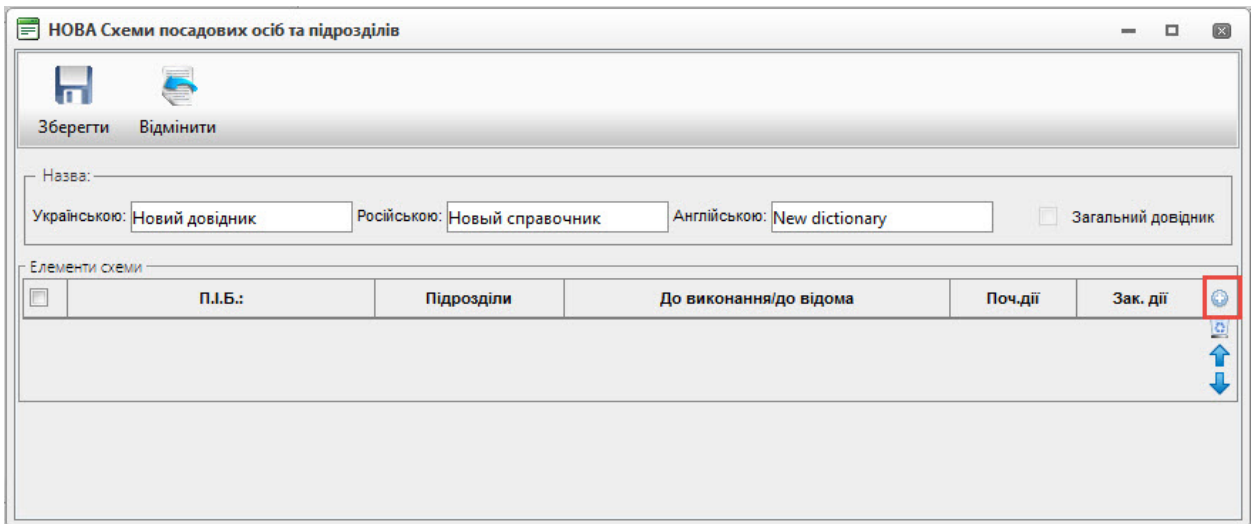 НОВА Схеми посадових осіб та підрозділів
Зберегти Відмінити
Назва:
Українською: Новий довідник Російською: Новый справочник Англійською: New dictionary Загальний довідник
Елементи схеми
П.І.Б.: Підрозділи До виконання/до відома Поч.дії Зак. дії